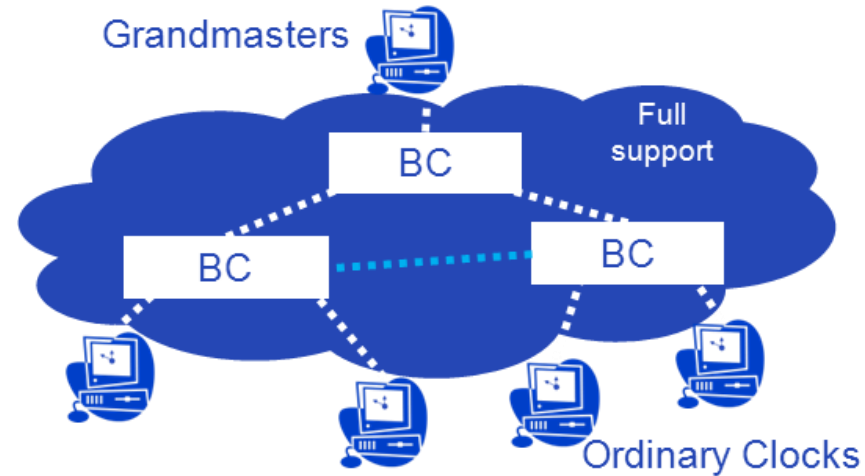 Grandmasters
Full
support
BC
BC
BC
Ordinary Clocks